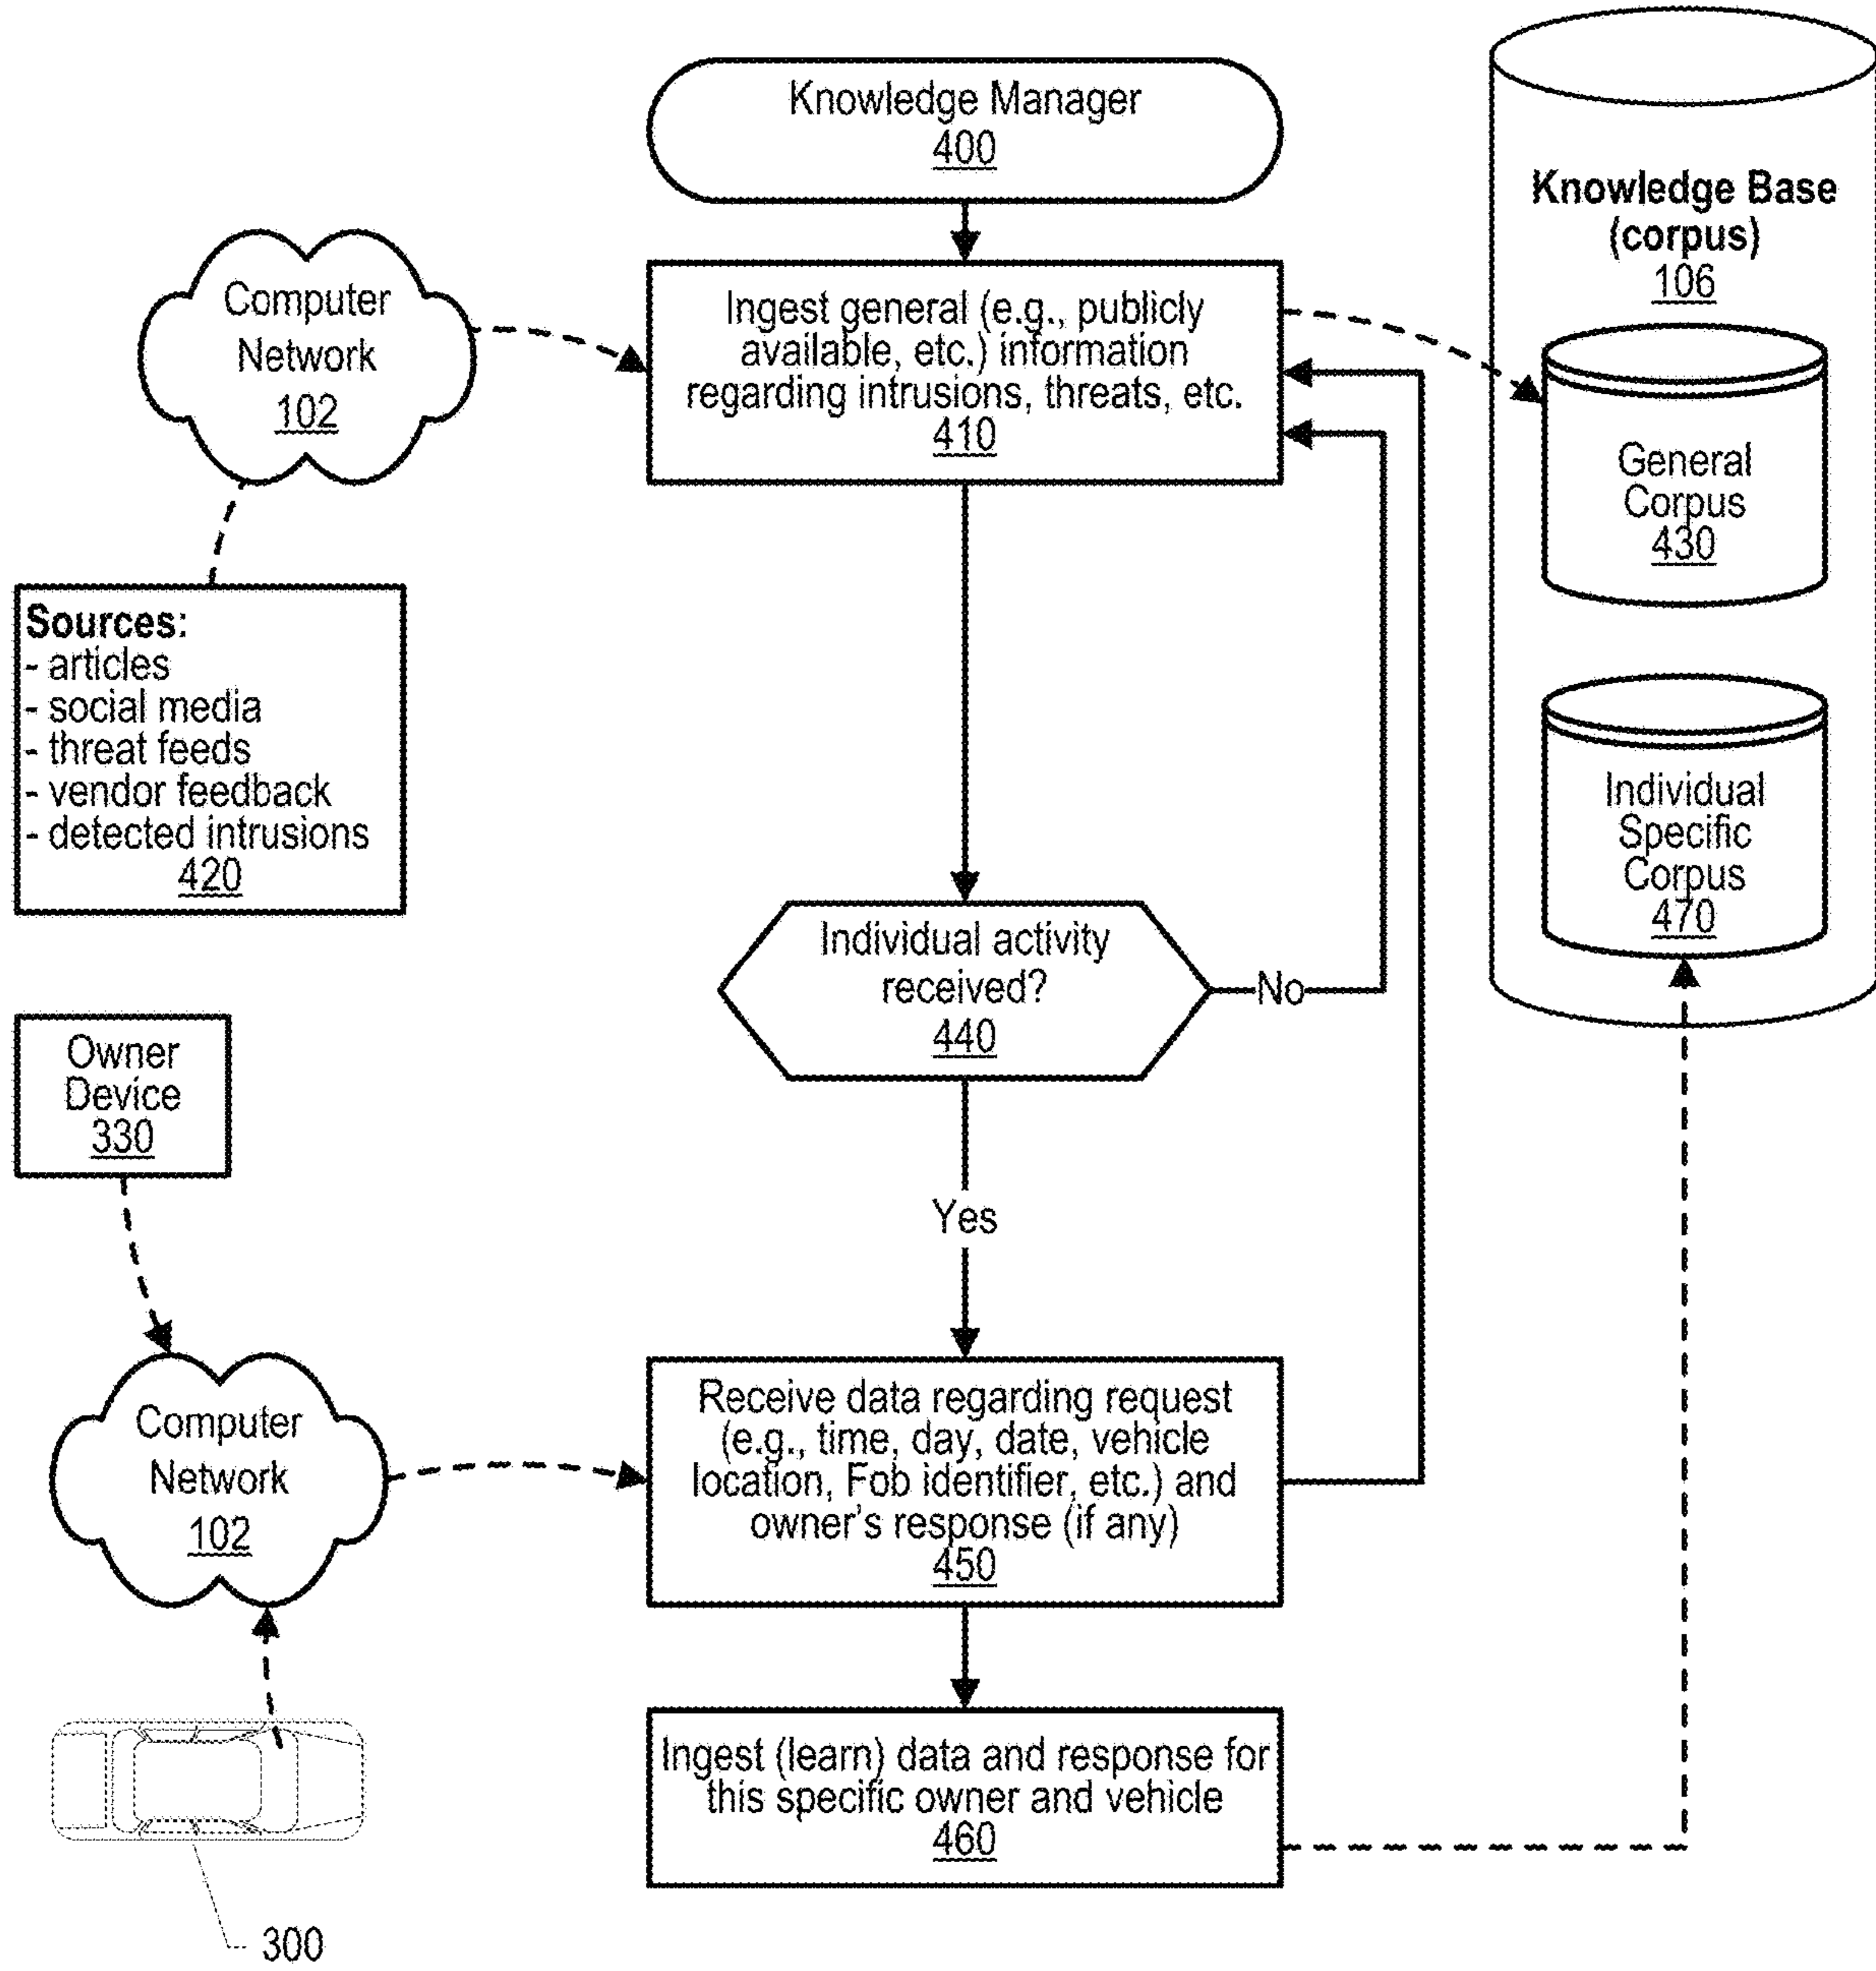 Knowledge Manager
400
Knowledge Base
(corpus)
106
Computer
Network
102
Ingest general (e.g., publicly
available, etc.) information
regarding intrusions, threats, etc.
410
General
Corpus
430
Sources:
- articles
- social media
- threat feeds
- vendor feedback
- detected intrusions
420
Individual
Specific
Corpus
470
Individual activity
received?
440
No
Owner
Device
330
Yes
Computer
Network
102
Receive data regarding request
(e.g., time, day, date, vehicle
location, Fob identifier, etc.) and
owner's response (if any)
450
Ingest (learn) data and response for
this specific owner and vehicle
460
300